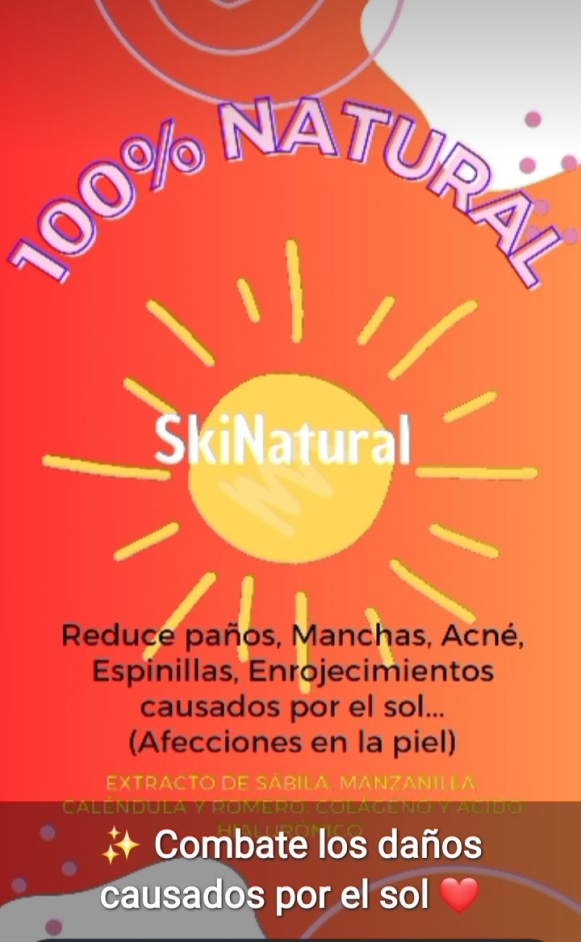 100% NATURAL
SkiNatural
Reduce paños, Manchas, Acné,
Espinillas, Enrojecimientos
causados por el sol...
(Afecciones en la piel)
EXTRACTO DE SÁBILA, MANZANILLA,
CALÉNDULA Y ROMERO, COLÁGENO Y ÁCIDO
HIALURÓNICO
✨ Combate los daños
causados por el sol ❤️